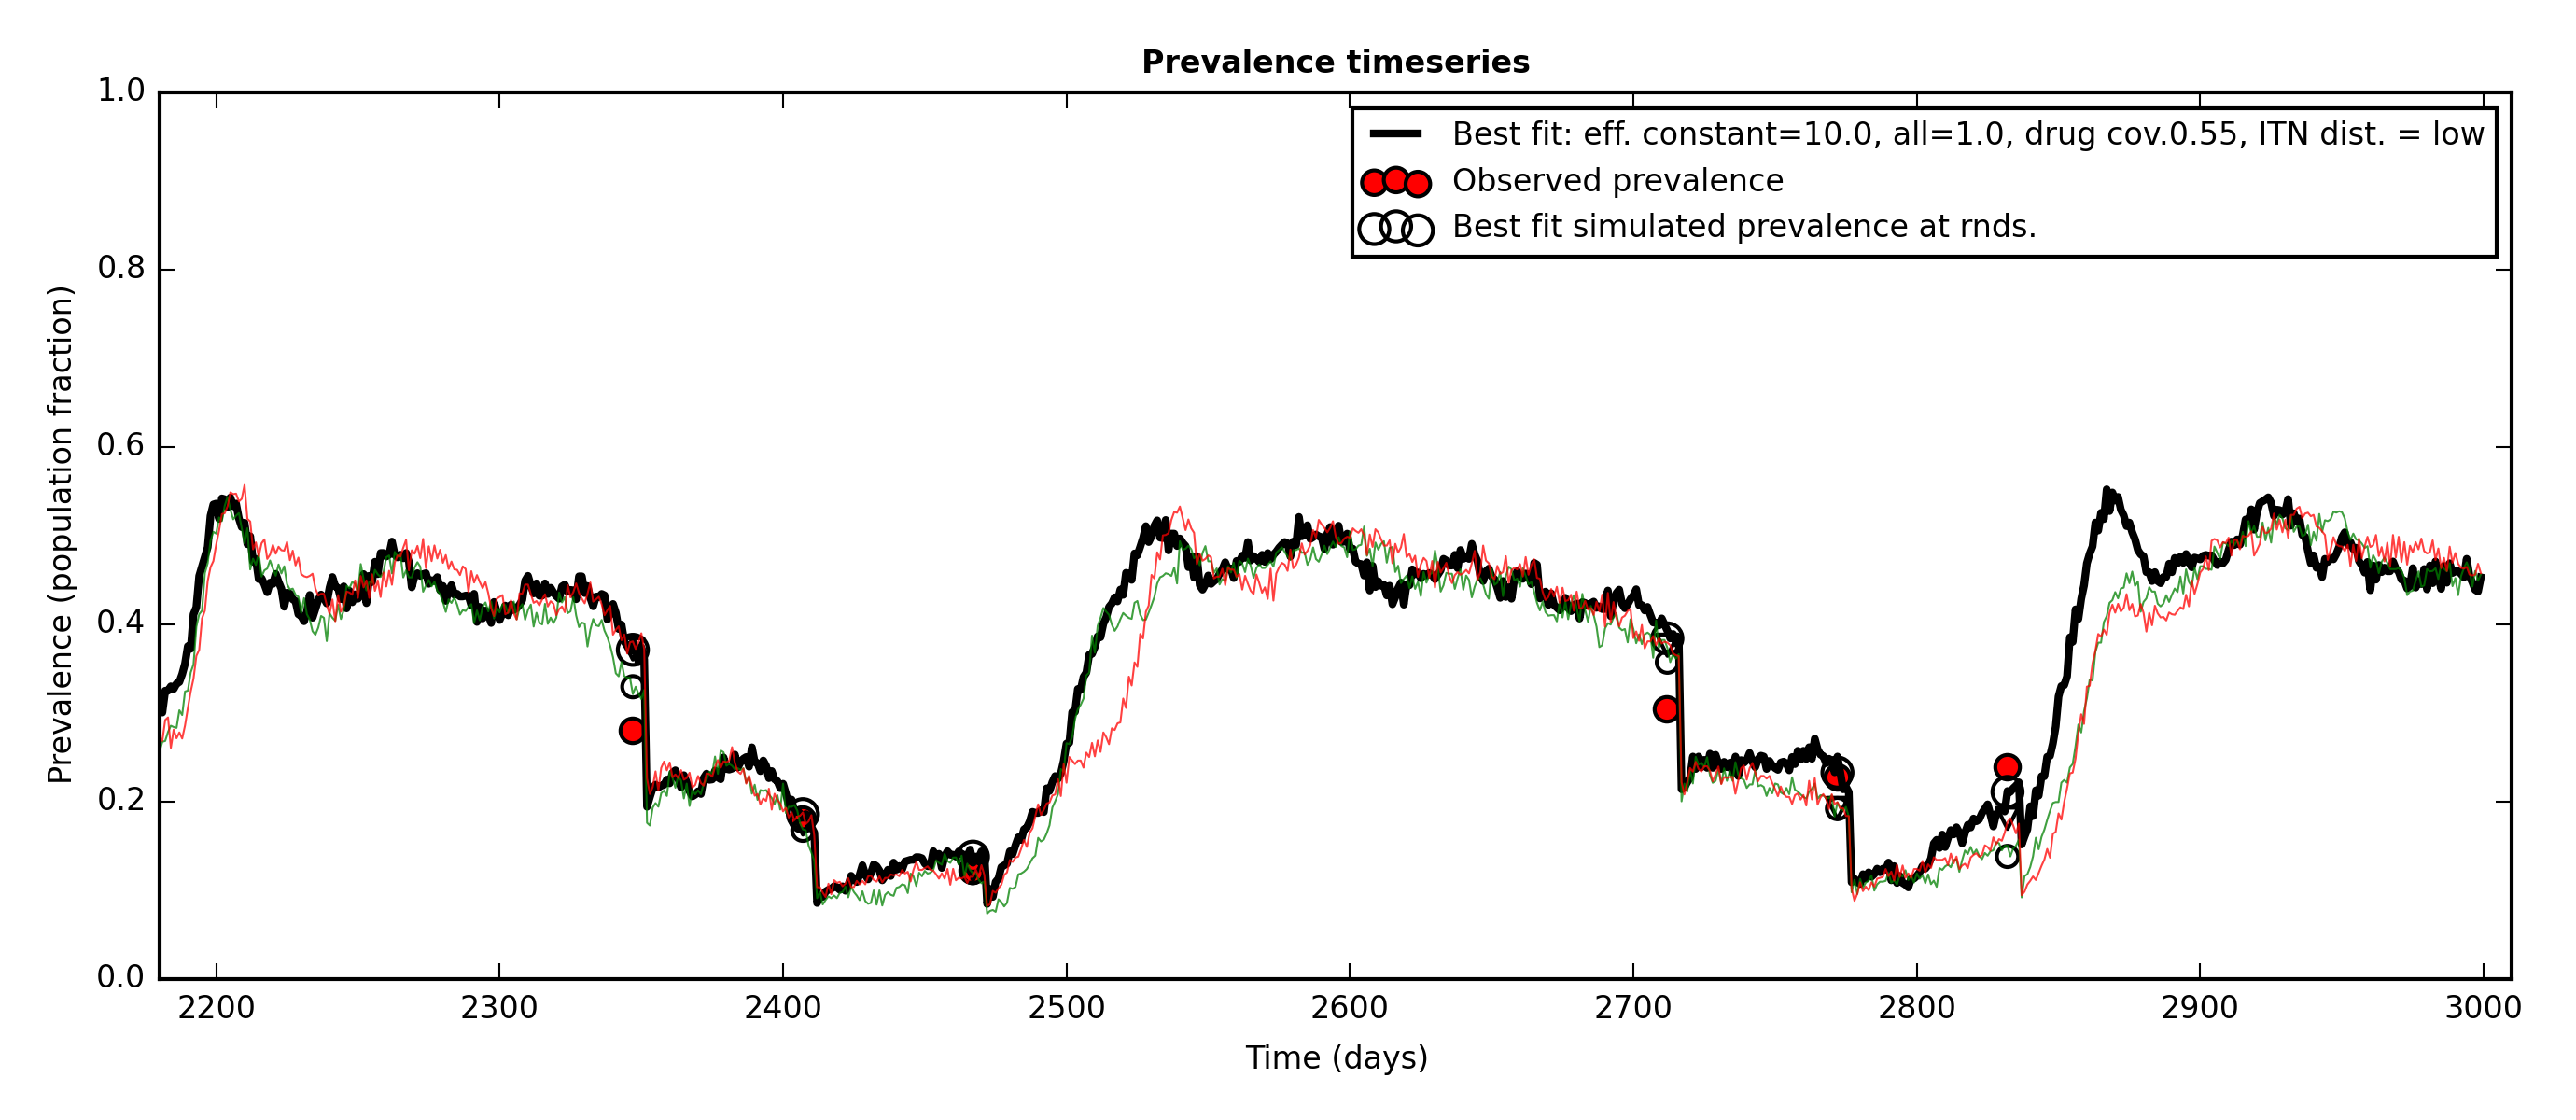 Prevalence timeseries
1.0
0.8
0.6
0.4
0.2
0.0
Prevalence (population fraction)
Best fit: eff. constant=10.0, all=1.0, drug cov.0.55, ITN dist. = low
Observed prevalence
Best fit simulated prevalence at rnds.
2200 2300 2400 2500 2600 2700 2800 2900 3000
Time (days)